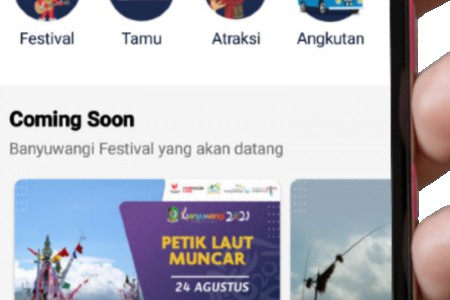 Festival Tamu Atraksi Angkutan
Coming Soon
Banyuwangi Festival yang akan datang
Banyuwangi 2021
PETIK LAUT
MUNCAR
24 AGUSTUS